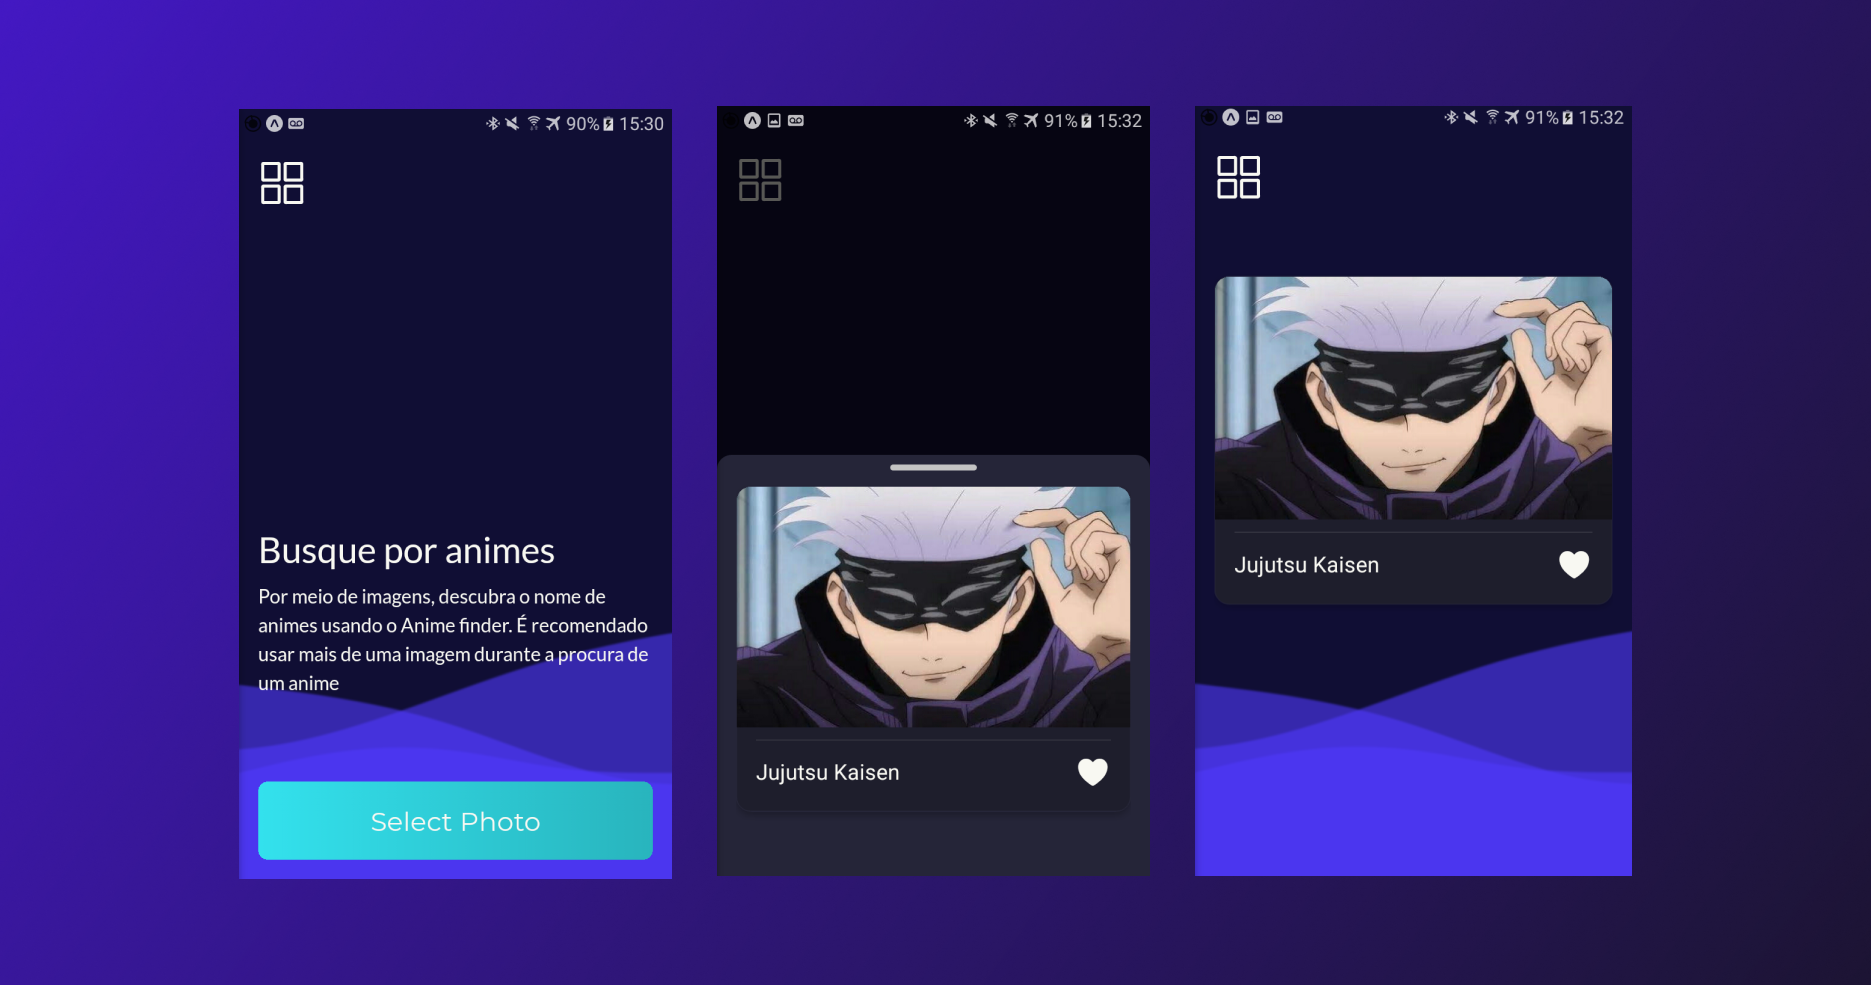 90% 15:30
Busque por animes
Por meio de imagens, descubra o nome de
animes usando o Anime finder. É recomendado
usar mais de uma imagem durante a procura de
um anime
Select Photo
91% 15:32
Jujutsu Kaisen
91% 15:32
Jujutsu Kaisen